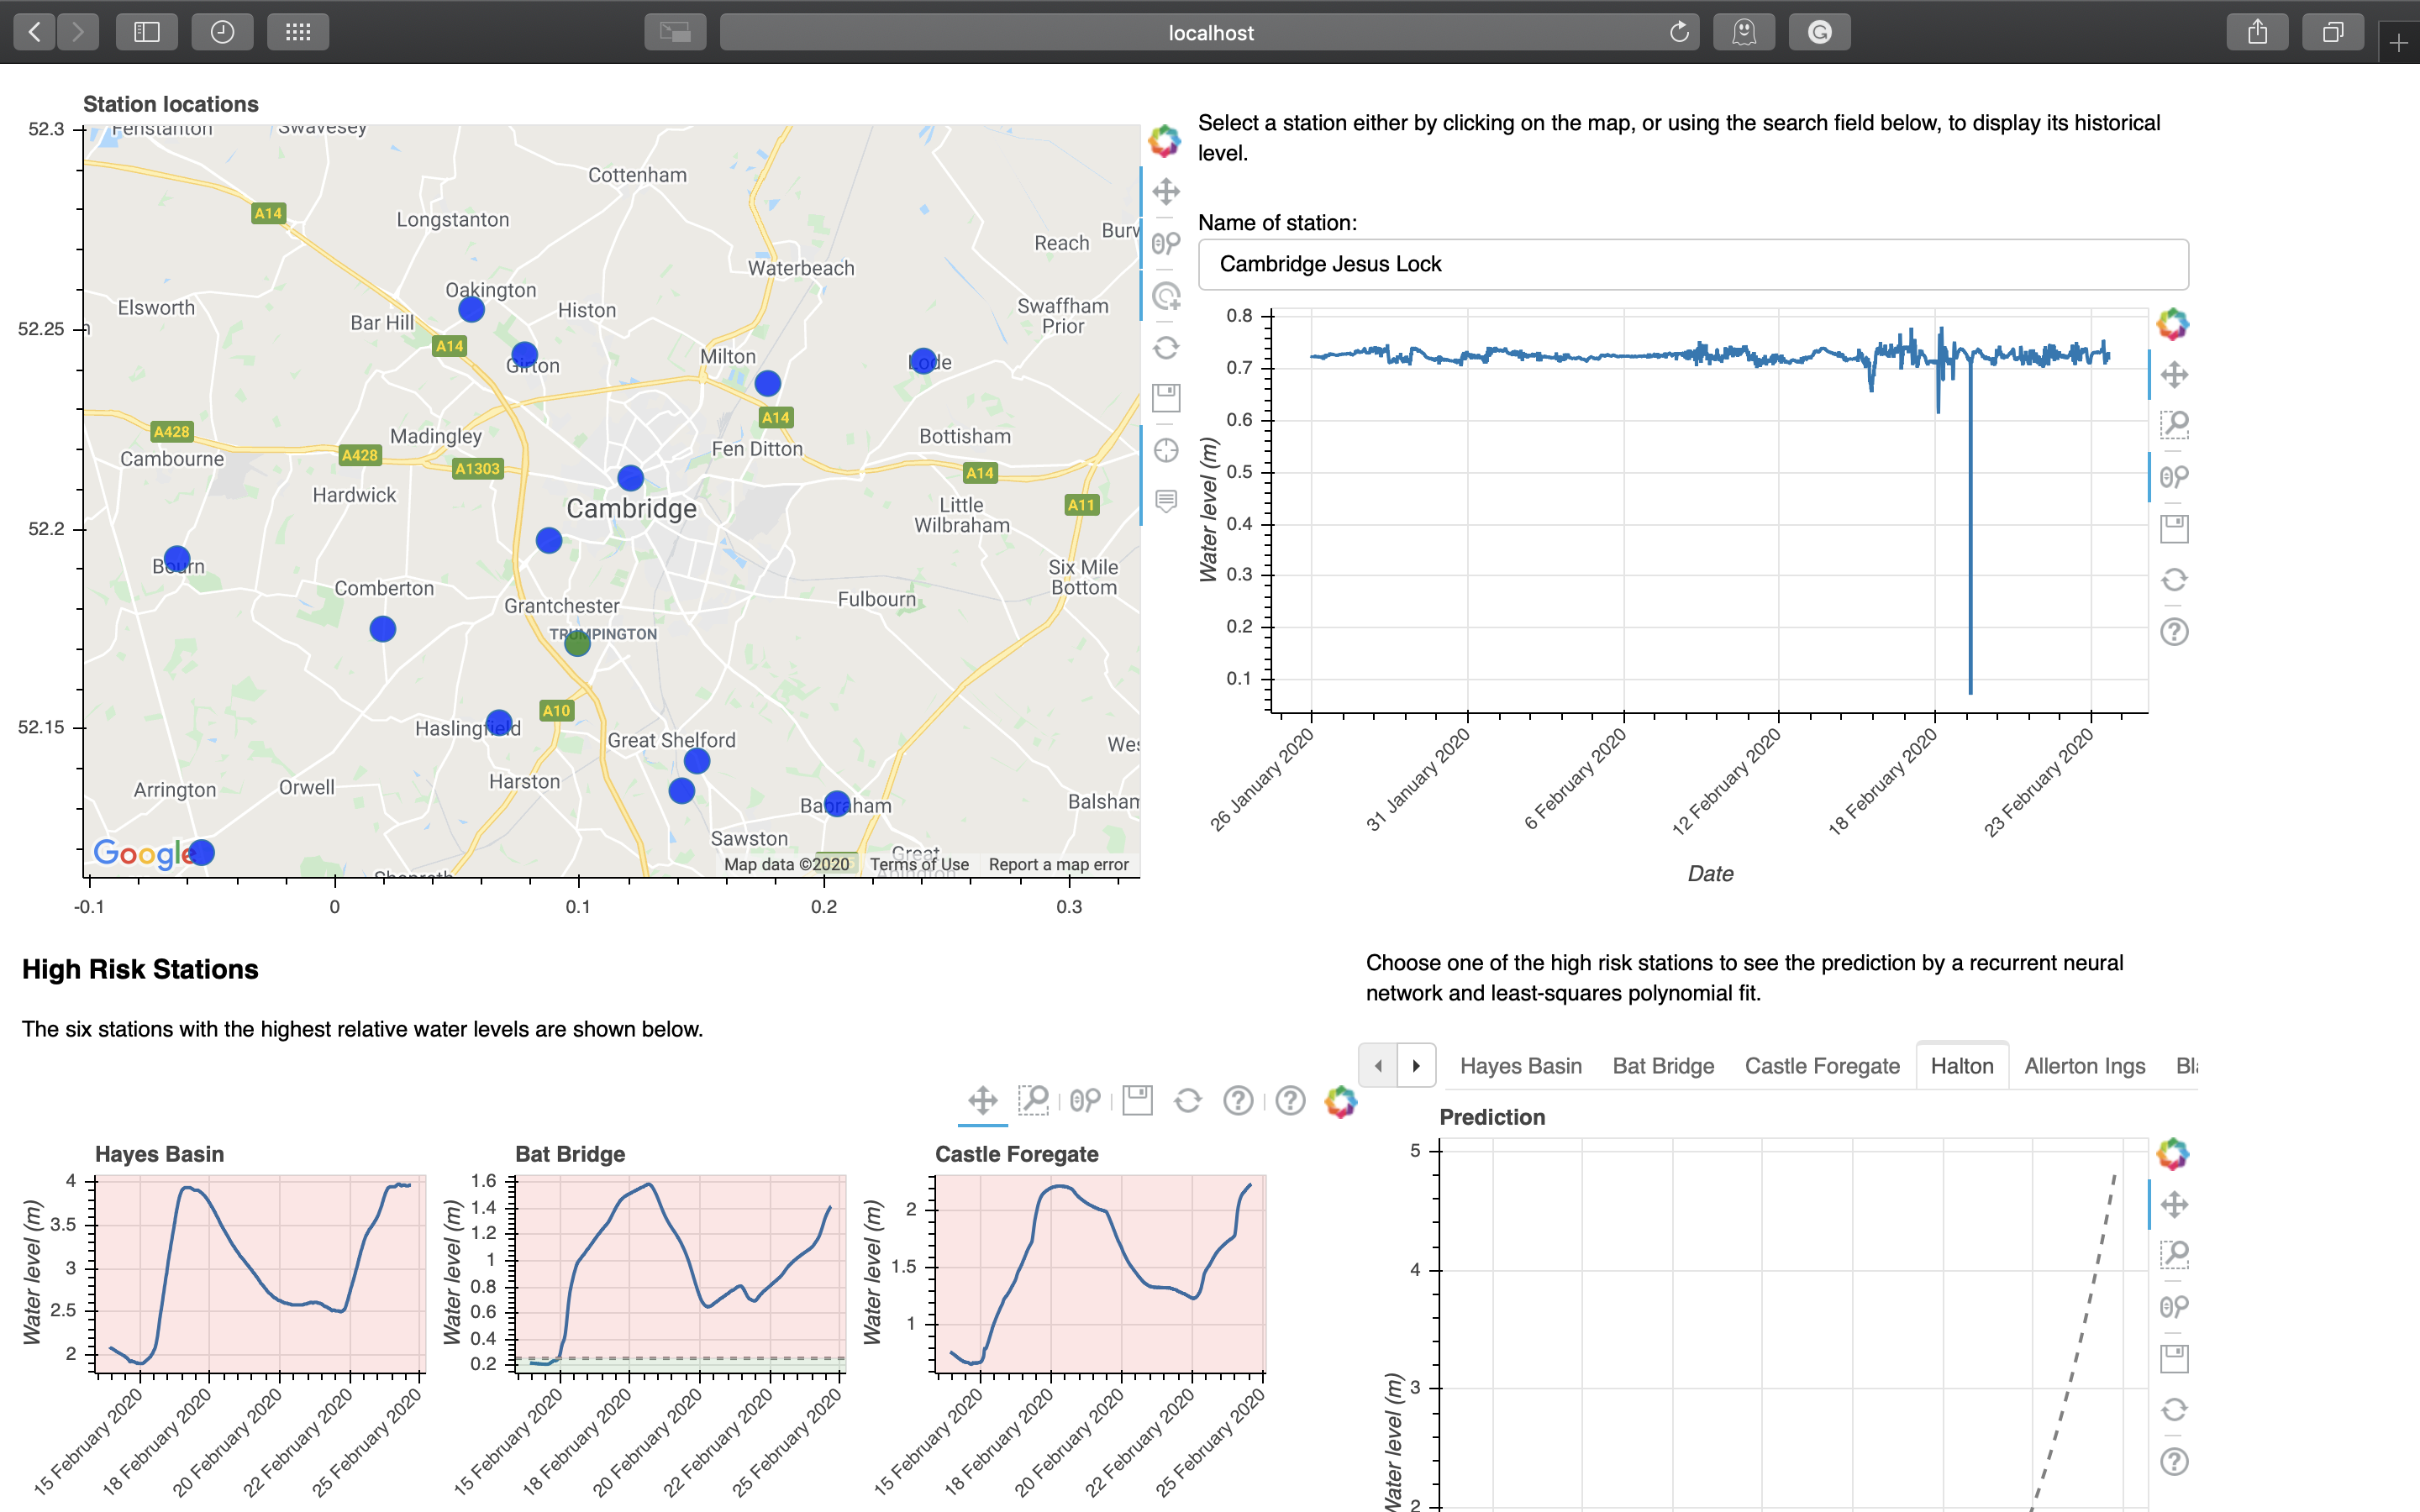 localhost
Station locations
52.3
52.25
52.2
52.15
-0.1
0
0.1
0.2
0.3
Fenstanton
Swavesey
Cottenham
A14
Longstanton
Reach
Waterbeach
Oakington
Elsworth
Histon
Swaffham
Prior
Bar Hill
A14
Girton
Milton
Lode
A14
A428
Madingley
Bottisham
Cambourne
A428
A1303
Fen Ditton
A14
Hardwick
Cambridge
Little
Wilbraham
A11
Bourn
Comberton
Six Mile
Bottom
Grantchester
Fulbourn
TRUMPINGTON
A10
Haslingfield
Great Shelford
Arrington
Orwell
Harston
Babraham
Balsham
Sawston
Google
Great
Map data ©2020
Terms of Use
Report a map error
Select a station either by clicking on the map, or using the search field below, to display its historical
level.
Name of station:
Cambridge Jesus Lock
Water level (m)
0.8
0.7
0.6
0.5
0.4
0.3
0.2
0.1
26 January 2020
31 January 2020
6 February 2020
12 February 2020
18 February 2020
23 February 2020
Date
High Risk Stations
The six stations with the highest relative water levels are shown below.
Hayes Basin
Water level (m)
4
3.5
3
2.5
2
15 February 2020
18 February 2020
20 February 2020
22 February 2020
25 February 2020
Bat Bridge
Water level (m)
1.6
1.4
1.2
1
0.8
0.6
0.4
0.2
15 February 2020
18 February 2020
20 February 2020
22 February 2020
25 February 2020
Castle Foregate
Water level (m)
2
1.5
1
15 February 2020
18 February 2020
20 February 2020
22 February 2020
25 February 2020
Choose one of the high risk stations to see the prediction by a recurrent neural
network and least-squares polynomial fit.
Hayes Basin
Bat Bridge
Castle Foregate
Halton
Allerton Ings
Prediction
Water level (m)
5
4
3
2